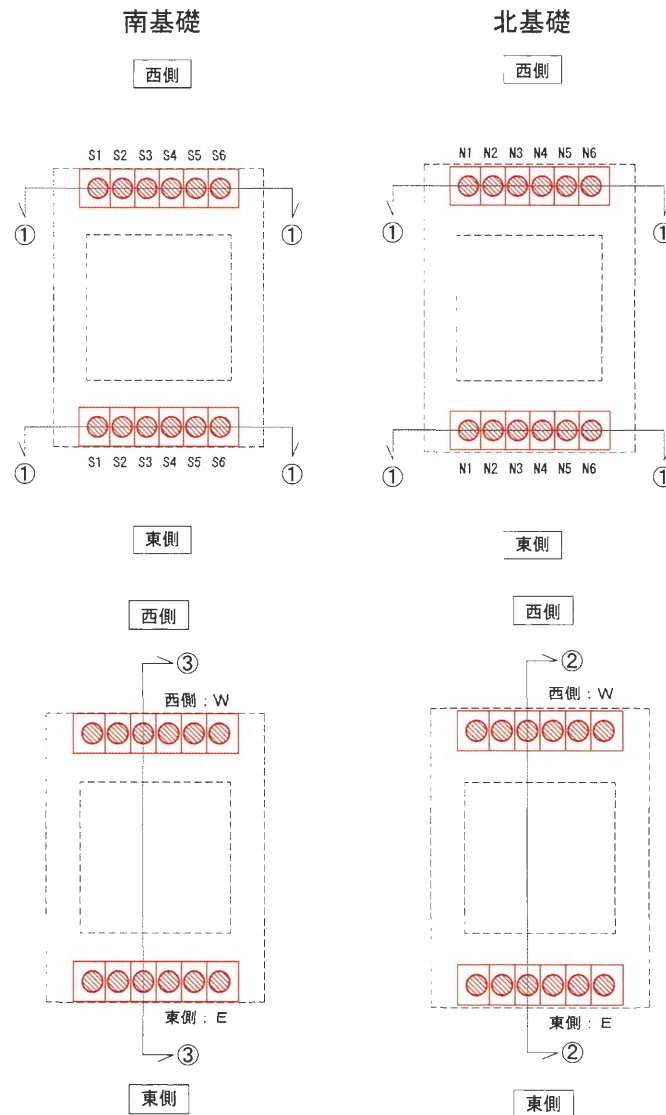 南基礎 北基礎
西側 西側
S1 S2 S3 S4 S5 S6 N1 N2 N3 N4 N5 N6
① ① ① ①
① ① ① ①
S1 S2 S3 S4 S5 S6 N1 N2 N3 N4 N5 N6
東側 東側
西側 西側
③ ②
西側：W 西側：W
東側：E 東側：E
③ ②
東側 東側